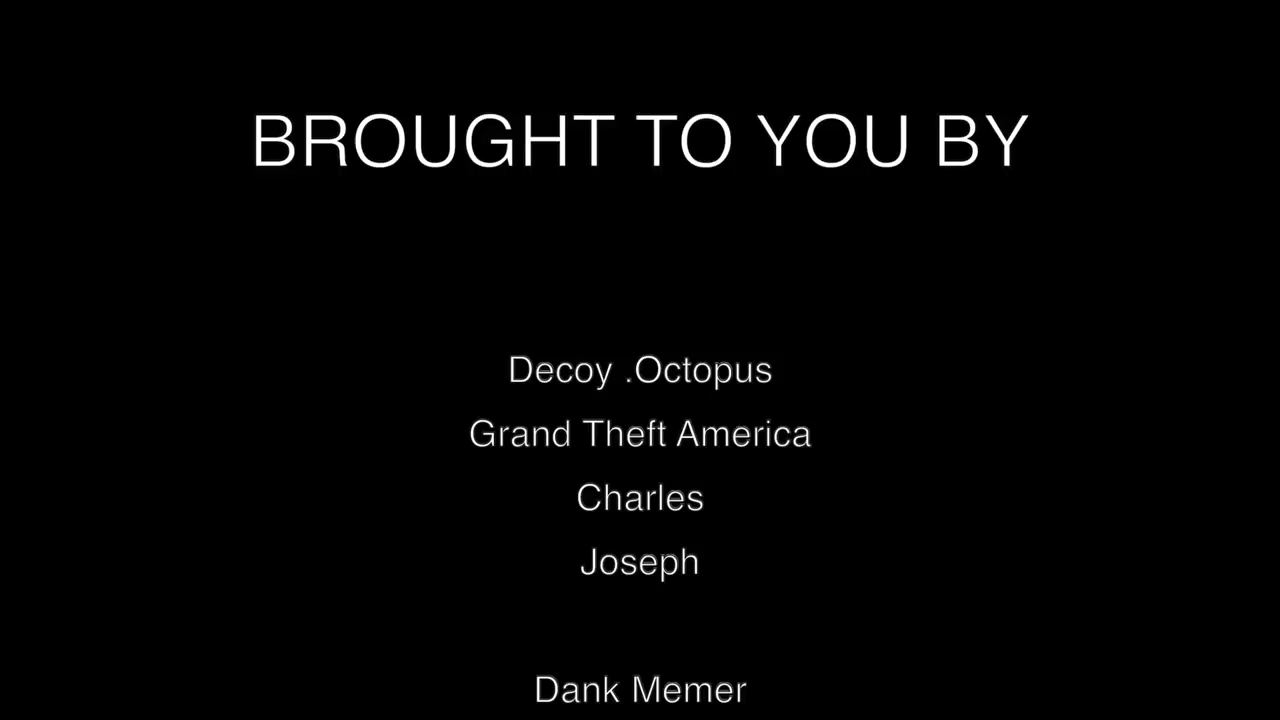 BROUGHT TO YOU BY
Decoy .Octopus
Grand Theft America
Charles
Joseph
Dank Memer